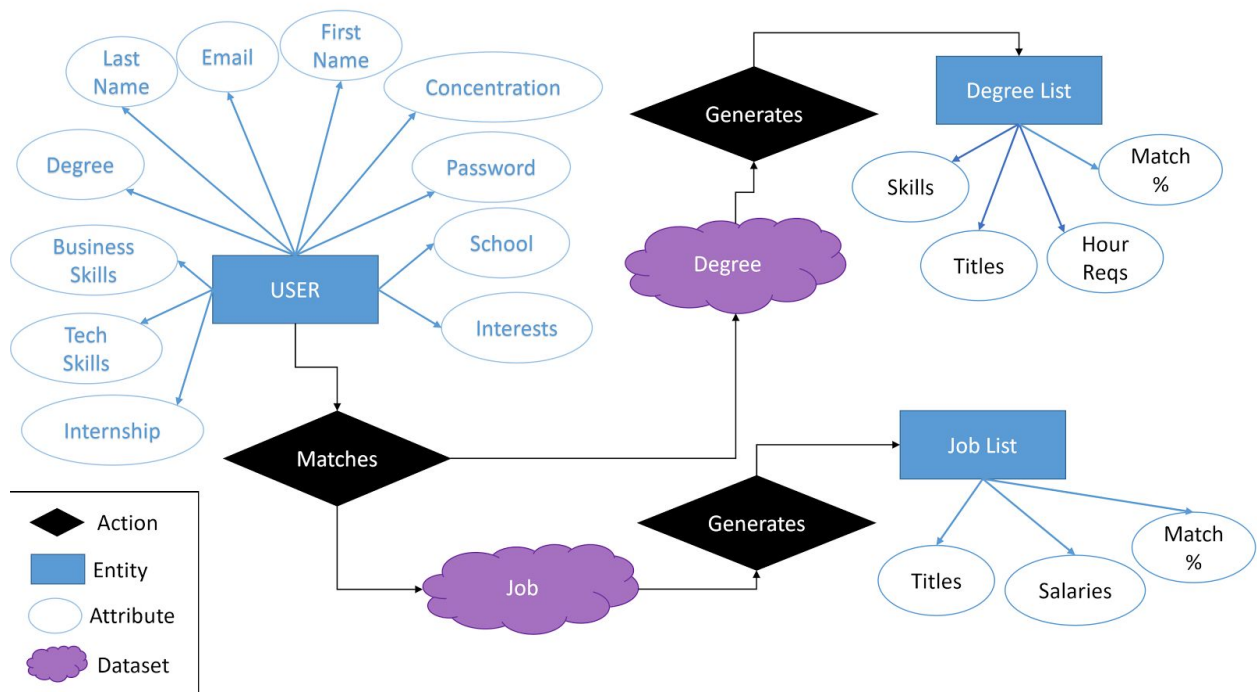 Last
Name
Email
First
Name
Concentration
Degree
Password
Business
Skills
School
USER
Tech
Skills
Interests
Internship
Matches
Generates
Degree List
Skills
Match
%
Titles
Hour
Reqs
Degree
Job List
Generates
Job
Titles
Salaries
Match
%
Action
Entity
Attribute
Dataset